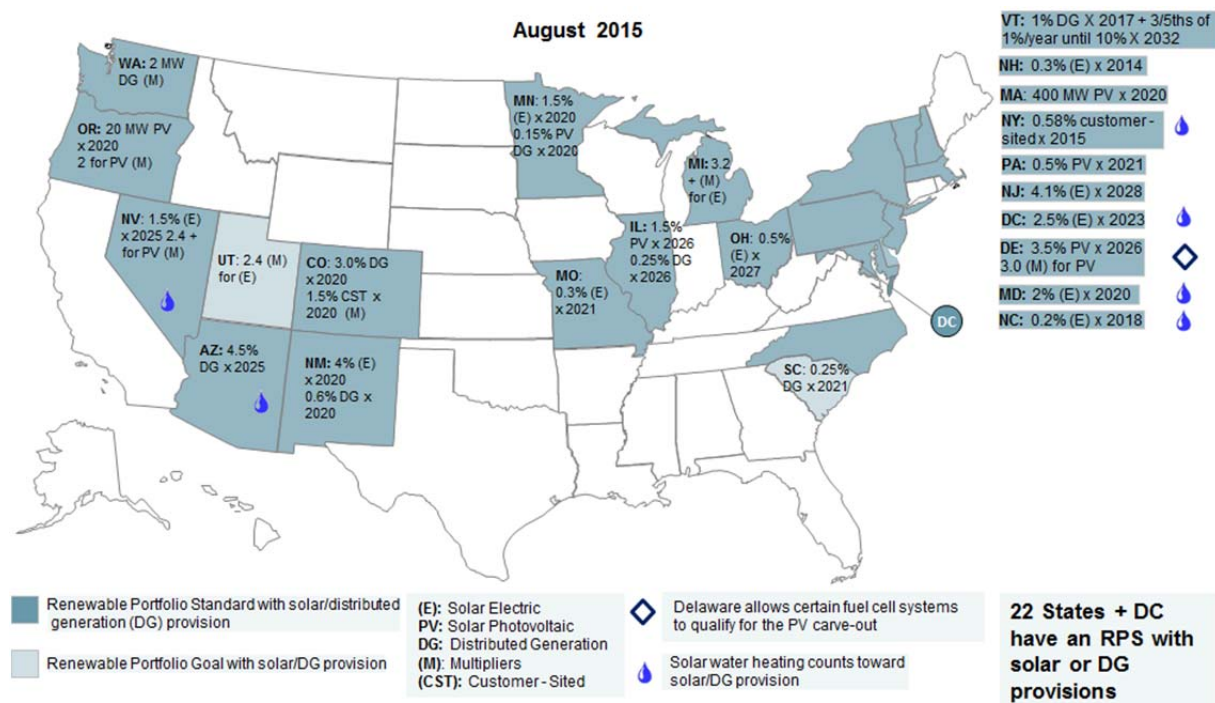 August 2015
WA: 2 MW
DG (M)
OR: 20 MW PV
x 2020
2 for PV (M)
NV: 1.5% (E)
x 2025 2.4 +
for PV (M)
UT: 2.4 (M)
for (E)
CO: 3.0% DG
x 2020
1.5% CST x
2020 (M)
AZ: 4.5%
DG x 2025
NM: 4% (E)
x 2020
0.6% DG x
2020
MN: 1.5%
(E) x 2020
0.15% PV
DG x 2020
MO:
0.3% (E)
x 2021
IL: 1.5%
PV x 2026
0.25% DG
x 2026
MI: 3.2
+ (M)
for (E)
OH: 0.5%
(E) x
2027
SC: 0.25%
DG x 2021
DC
VT: 1% DG X 2017 + 3/5ths of
1%/year until 10% X 2032
NH: 0.3% (E) x 2014
MA: 400 MW PV x 2020
NY: 0.58% customer-
sited x 2015
PA: 0.5% PV x 2021
NJ: 4.1% (E) x 2028
DC: 2.5% (E) x 2023
DE: 3.5% PV x 2026
3.0 (M) for PV
MD: 2% (E) x 2020
NC: 0.2% (E) x 2018
Renewable Portfolio Standard with solar/distributed
generation (DG) provision
Renewable Portfolio Goal with solar/DG provision
(E): Solar Electric
PV: Solar Photovoltaic
DG: Distributed Generation
(M): Multipliers
(CST): Customer-Sited
Delaware allows certain fuel cell systems
to qualify for the PV carve-out
Solar water heating counts toward
solar/DG provision
22 States + DC
have an RPS with
solar or DG
provisions